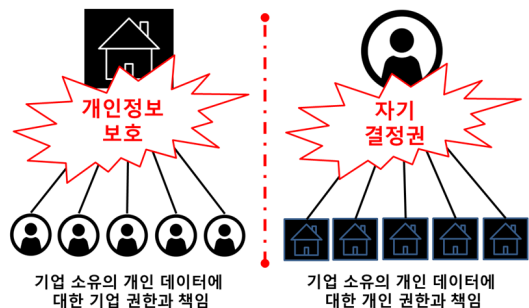 개인정보
보호
자기
결정권
기업 소유의 개인 데이터에
대한 기업 권한과 책임
기업 소유의 개인 데이터에
대한 개인 권한과 책임